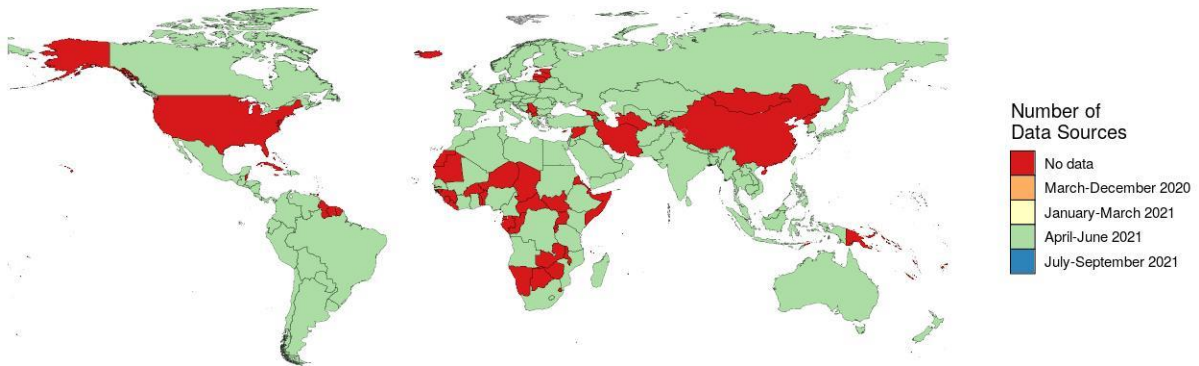 Number of
Data Sources
No data
March-December 2020
January-March 2021
April-June 2021
July-September 2021